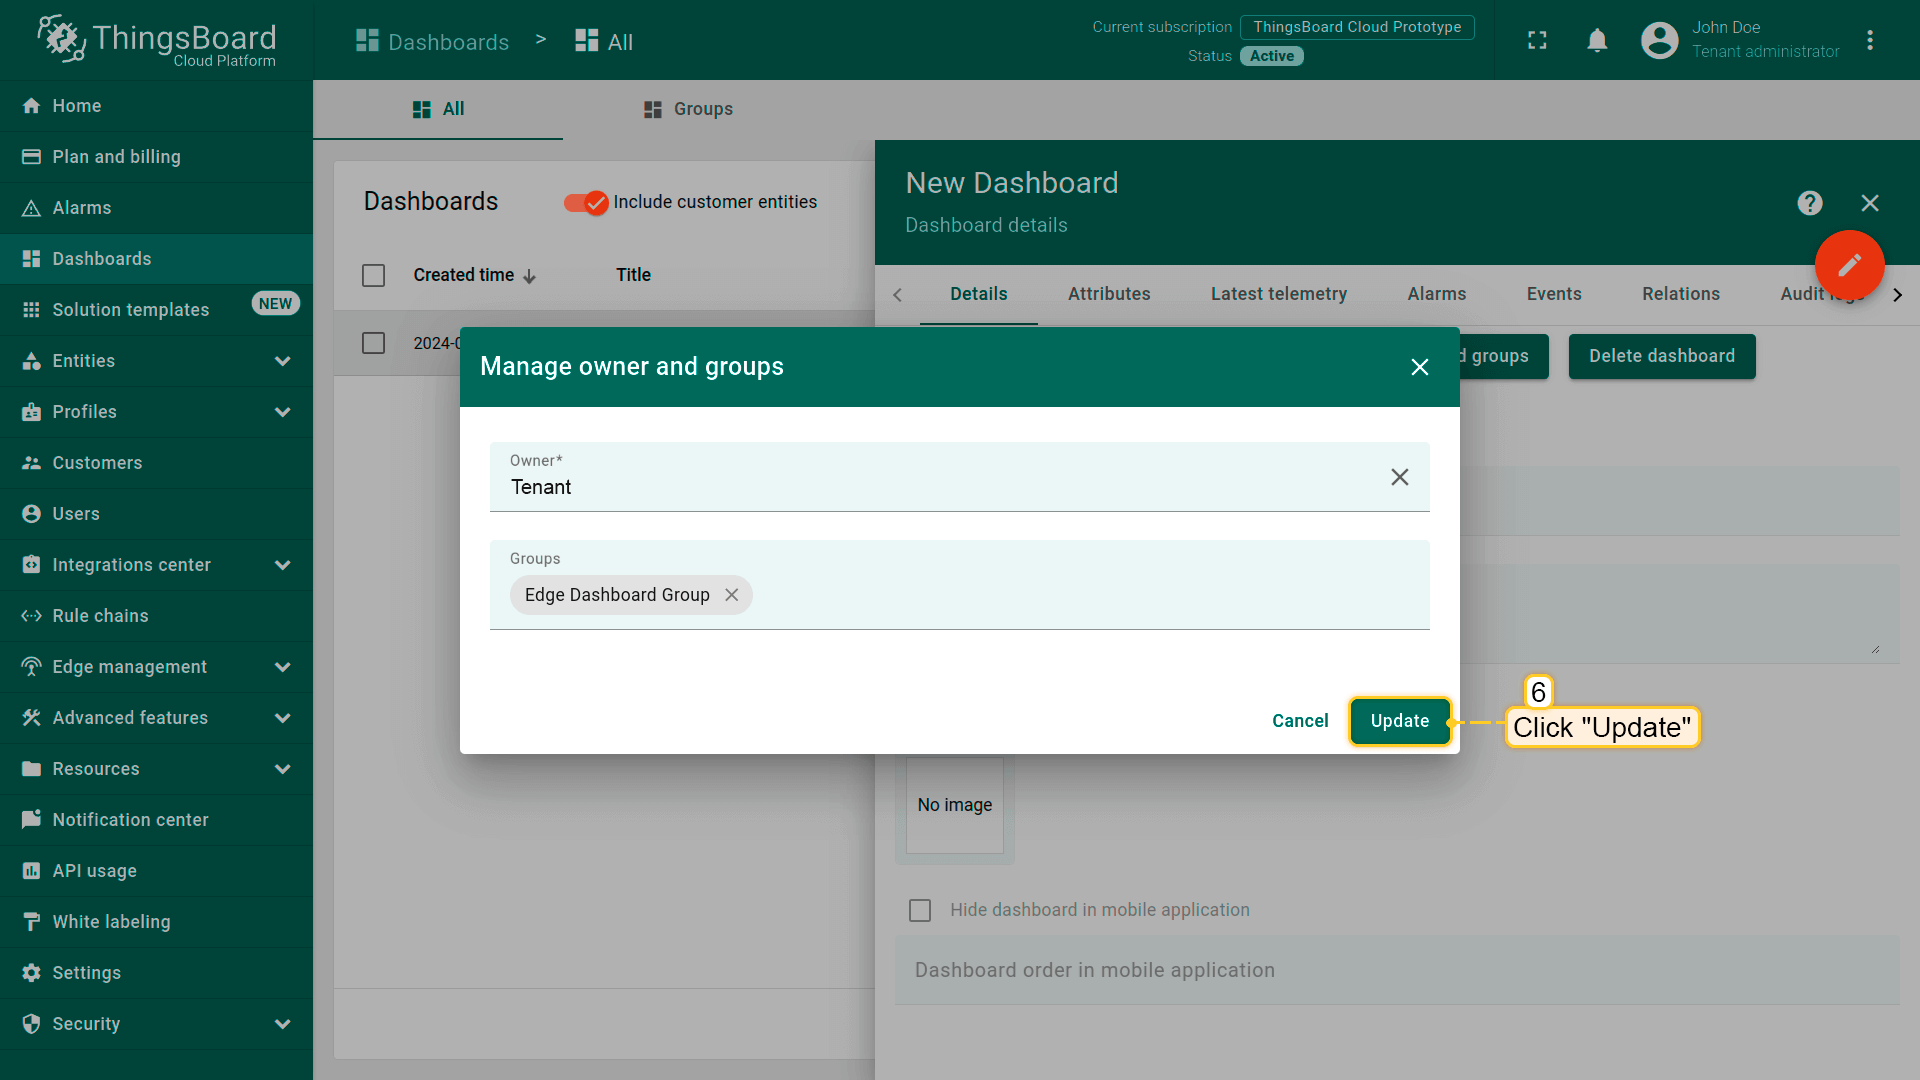 ThingsBoard
Cloud Platform
Dashboards > All
Current subscription ThingsBoard Cloud Prototype
Status Active
John Doe
Tenant administrator
Home
Plan and billing
Alarms
Dashboards
Solution templates NEW
Entities
Profiles
Customers
Users
Integrations center
Rule chains
Edge management
Advanced features
Resources
Notification center
API usage
White labeling
Settings
Security
All Groups
Dashboards Include customer entities
Created time Title
2024-0
New Dashboard
Dashboard details
Details Attributes Latest telemetry Alarms Events Relations Audit logs
d groups Delete dashboard
Manage owner and groups
Owner*
Tenant
Groups
Edge Dashboard Group
Cancel Update
6
Click "Update"
No image
Hide dashboard in mobile application
Dashboard order in mobile application